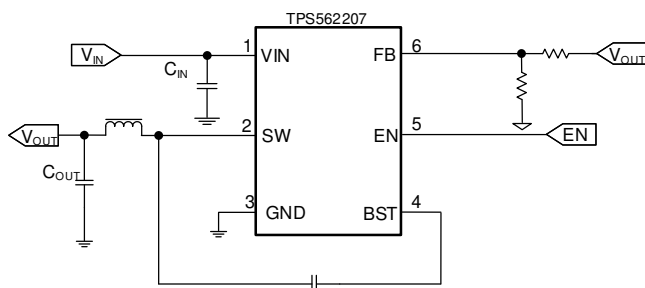 TPS562207
VIN
1
VIN
FB
6
VOUT
CIN
VOUT
2
SW
EN
5
EN
COUT
3
GND
BST
4